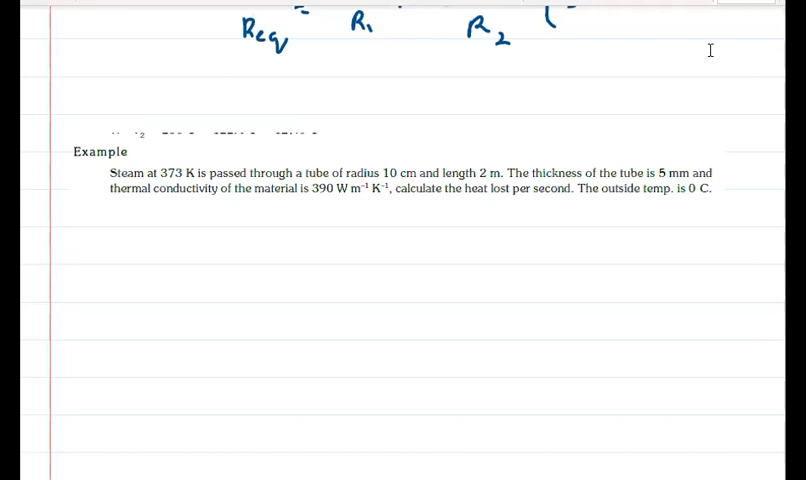 Req = R₁ R₂
Example
Steam at 373 K is passed through a tube of radius 10 cm and length 2 m. The thickness of the tube is 5 mm and
thermal conductivity of the material is 390 W m⁻¹ K⁻¹, calculate the heat lost per second. The outside temp. is 0 C.